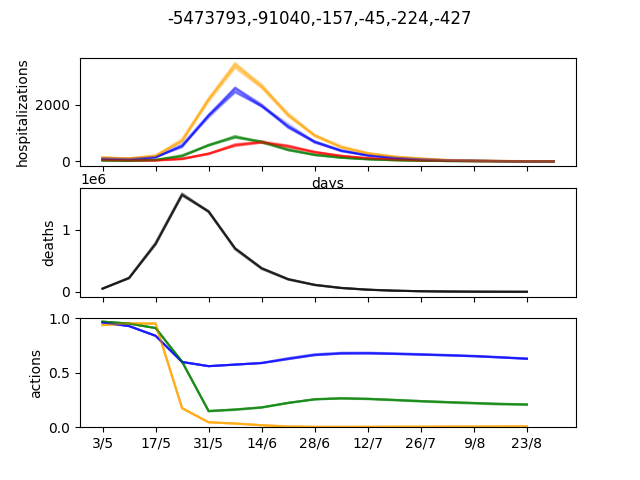 -5473793,-91040,-157,-45,-224,-427
hospitalizations
2000
0
days
1e6
deaths
1
0
actions
1.0
0.5
0.0
3/5 17/5 31/5 14/6 28/6 12/7 26/7 9/8 23/8